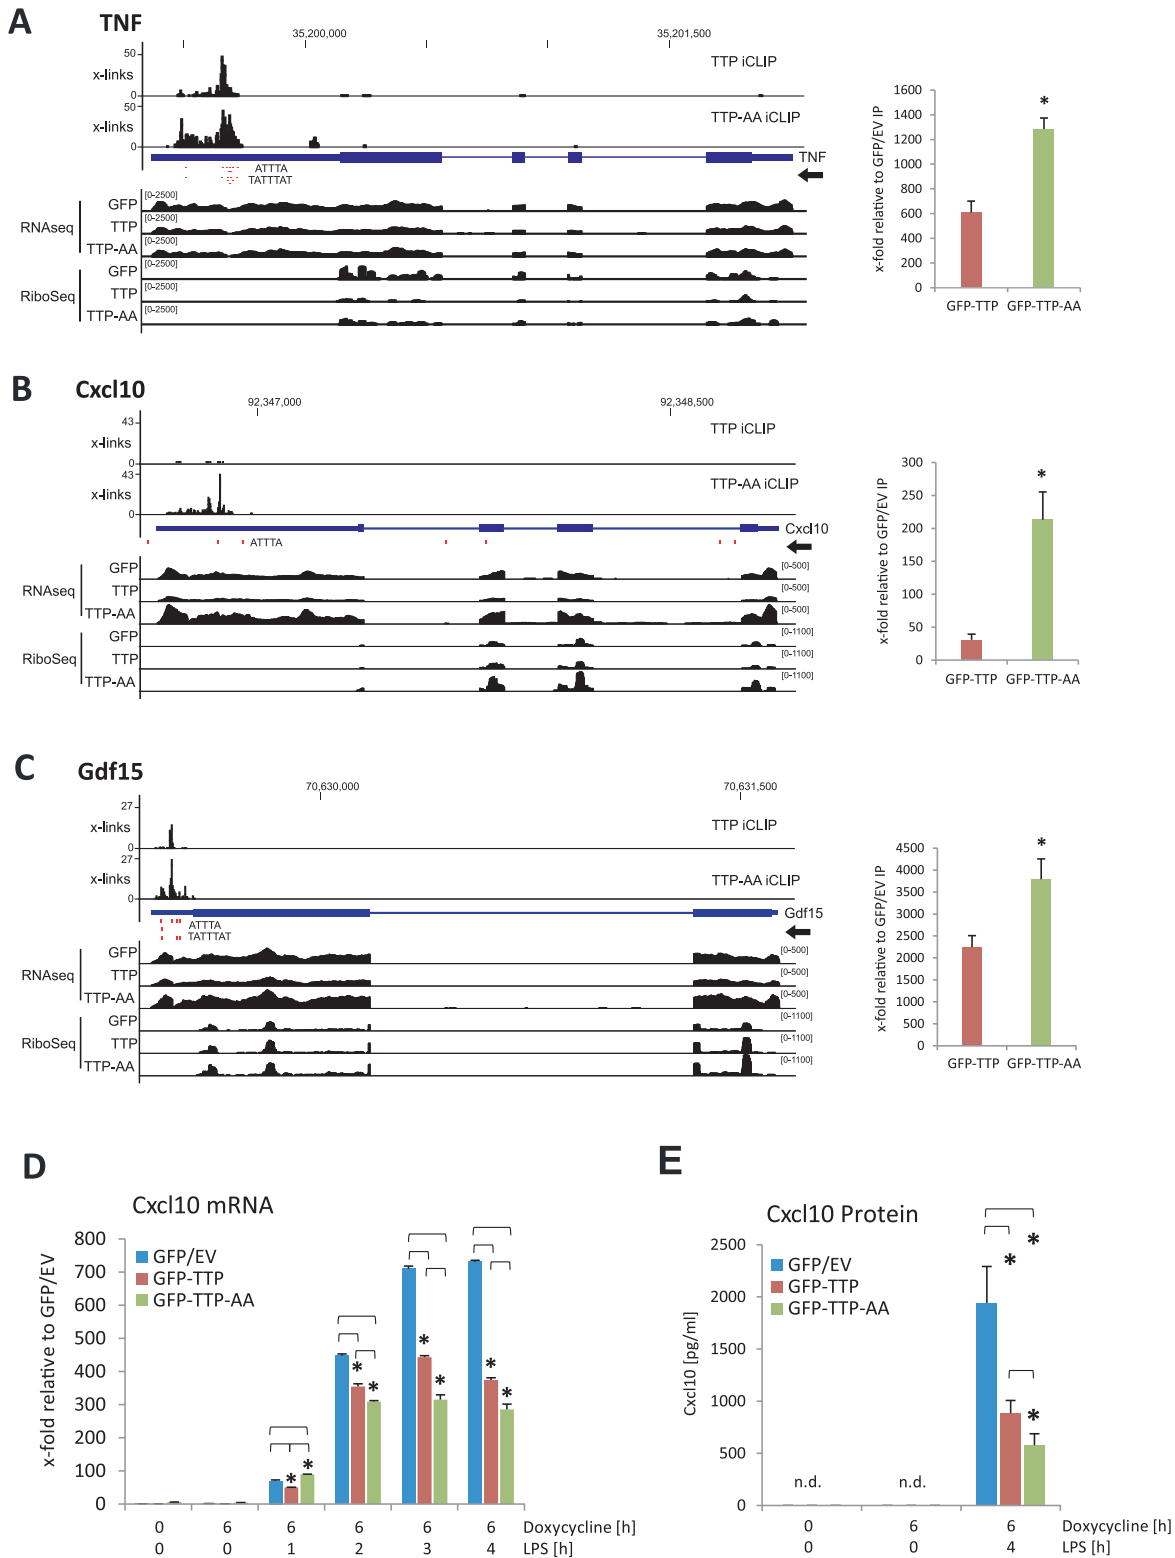 A
TNF
35,200,000
35,201,500
50
x-links
0
TTP iCLIP
50
x-links
0
TTP-AA iCLIP
TNF
ATTTA
TATTTAT
RNAseq
GFP
[0-2500]
TTP
[0-2500]
TTP-AA
[0-2500]
RiboSeq
GFP
[0-2500]
TTP
[0-2500]
TTP-AA
[0-2500]
x-fold relative to GFP/EV IP
1600
1400
1200
1000
800
600
400
200
0
*
GFP-TTP
GFP-TTP-AA
B
Cxcl10
92,347,000
92,348,500
43
x-links
0
TTP iCLIP
43
x-links
0
TTP-AA iCLIP
Cxcl10
ATTTA
RNAseq
GFP
[0-500]
TTP
[0-500]
TTP-AA
[0-500]
RiboSeq
GFP
[0-1100]
TTP
[0-1100]
TTP-AA
[0-1100]
x-fold relative to GFP/EV IP
300
250
200
150
100
50
0
*
GFP-TTP
GFP-TTP-AA
C
Gdf15
70,630,000
70,631,500
27
x-links
0
TTP iCLIP
27
x-links
0
TTP-AA iCLIP
Gdf15
ATTTA
TATTTAT
RNAseq
GFP
[0-500]
TTP
[0-500]
TTP-AA
[0-500]
RiboSeq
GFP
[0-1100]
TTP
[0-1100]
TTP-AA
[0-1100]
x-fold relative to GFP/EV IP
4500
4000
3500
3000
2500
2000
1500
1000
500
0
*
GFP-TTP
GFP-TTP-AA
D
Cxcl10 mRNA
x-fold relative to GFP/EV
800
700
600
500
400
300
200
100
0
GFP/EV
GFP-TTP
GFP-TTP-AA
* *
* *
* *
* *
0 6 6 6 6 6 Doxycycline [h]
0 0 1 2 3 4 LPS [h]
E
Cxcl10 Protein
Cxcl10 [pg/ml]
2500
2000
1500
1000
500
0
GFP/EV
GFP-TTP
GFP-TTP-AA
*
*
*
n.d.
n.d.
0 6 6 Doxycycline [h]
0 0 4 LPS [h]